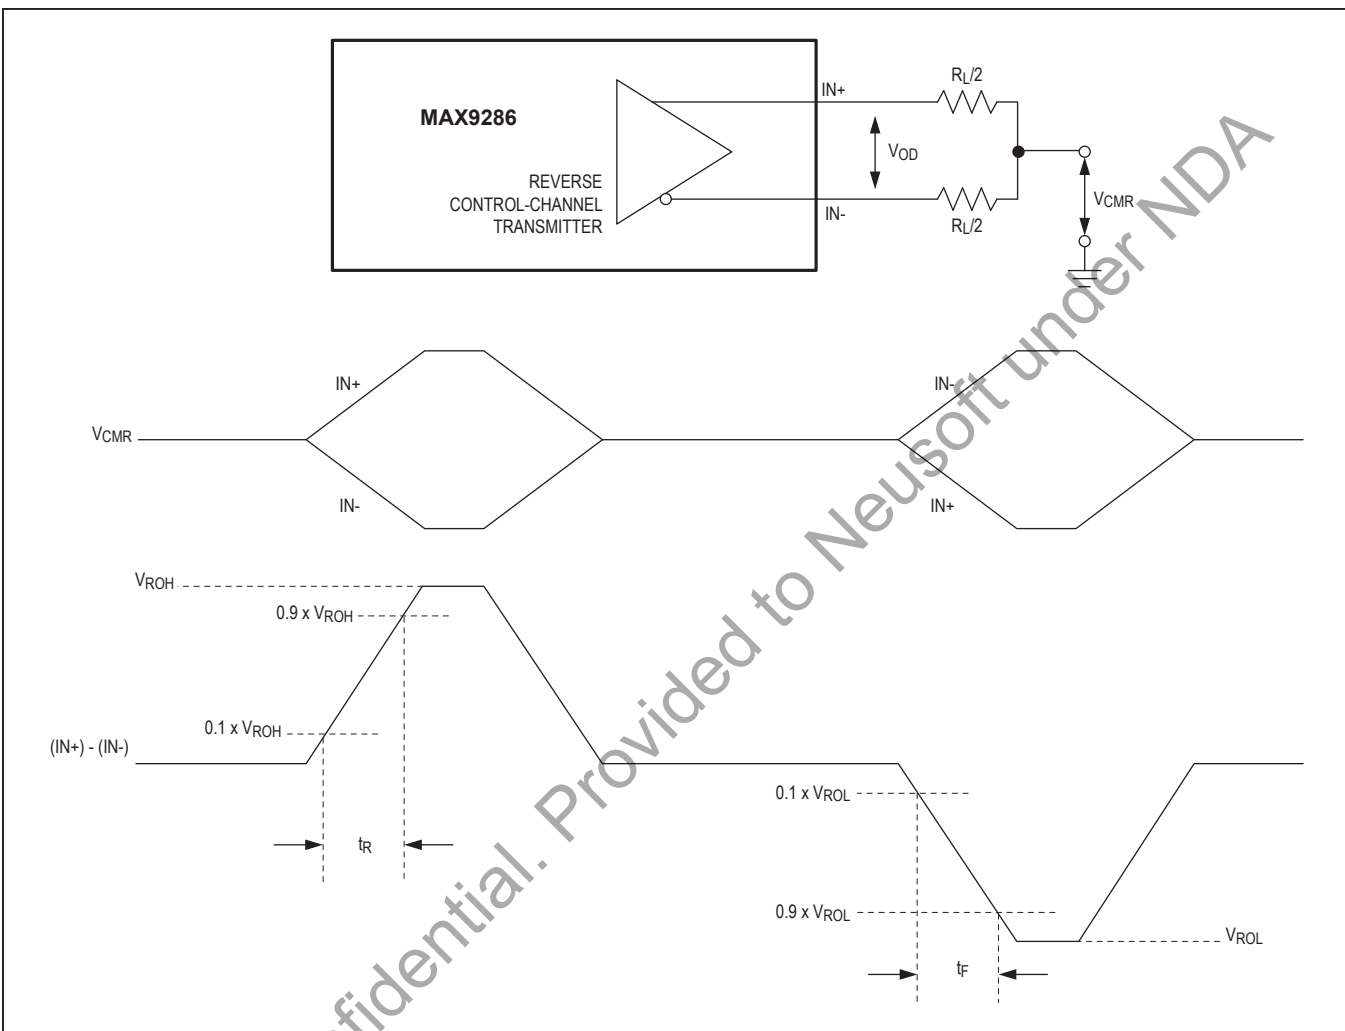 MAX9286
REVERSE
CONTROL-CHANNEL
TRANSMITTER
IN+
IN-
VOD
RL/2
RL/2
VCMR
VCMR
IN+
IN-
IN-
IN+
VROH
0.9 x VROH
0.1 x VROH
(IN+) - (IN-)
tR
0.1 x VROL
0.9 x VROL
VROL
tF
fidential. Provided to Neusoft under NDA